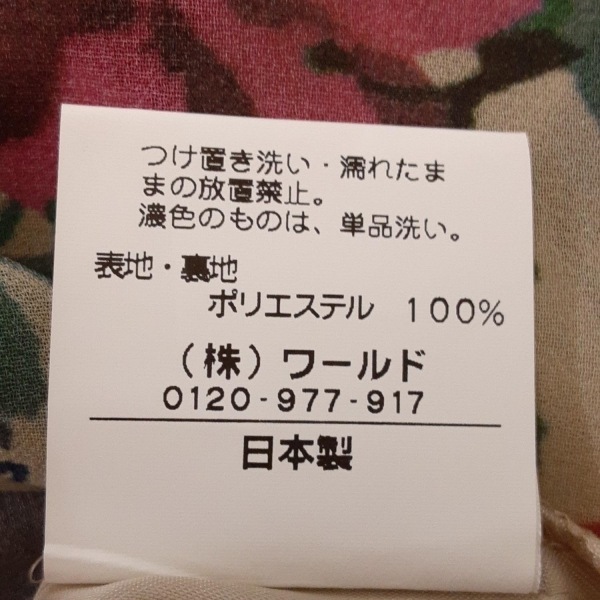 つけ置き洗い・濡れたま
まの放置禁止。
濃色のものは、単品洗い。
表地・裏地
ポリエステル 100%
(株)ワールド
0120-977-917
日本製